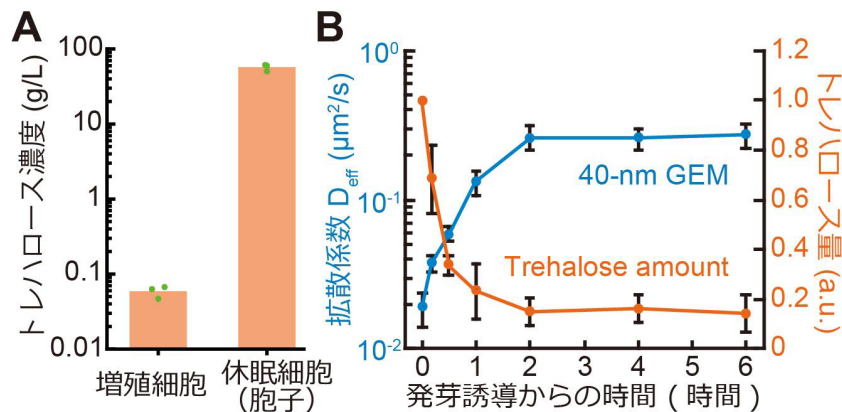 A
トレハロース濃度 (g/L)
100
10
1
0.1
0.01
増殖細胞
休眠細胞
(胞子)
B
拡散係数 Deff (μm²/s)
10⁰
10⁻¹
10⁻²
40-nm GEM
Trehalose amount
0 1 2 3 4 5 6
発芽誘導からの時間 ( 時間 )
1.2
1.0
0.8
0.6
0.4
0.2
0
トレハロース量 (a.u.)